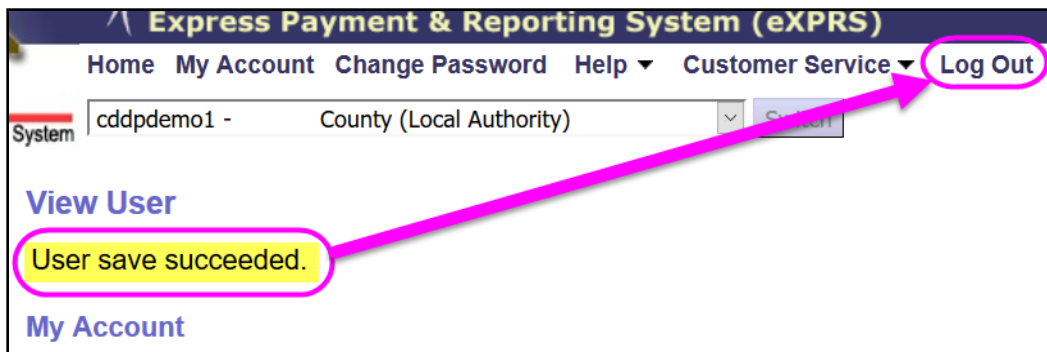 Express Payment & Reporting System (eXPRS)
Home My Account Change Password Help Customer Service Log Out
System cddpdemo1 - County (Local Authority) Switch
View User
User save succeeded.
My Account